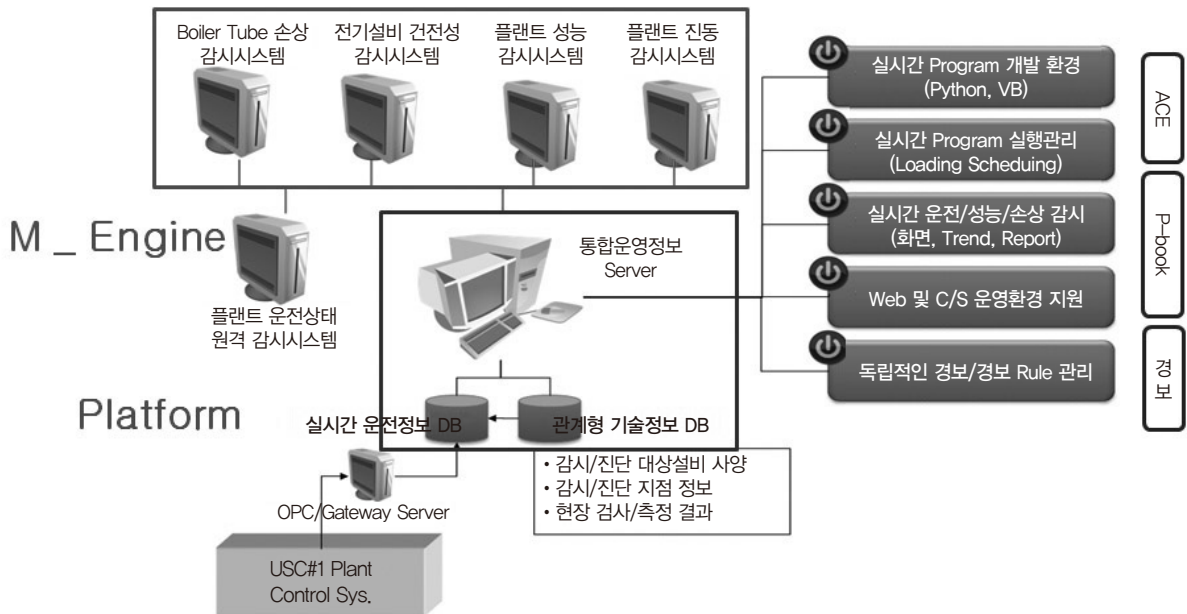 Boiler Tube 손상
감시시스템
전기설비 건전성
감시시스템
플랜트 성능
감시시스템
플랜트 진동
감시시스템
M _ Engine
플랜트 운전상태
원격 감시시스템
통합운영정보
Server
Platform
실시간 운전정보 DB
관계형 기술정보 DB
• 감시/진단 대상설비 사양
• 감시/진단 지점 정보
• 현장 검사/측정 결과
OPC/Gateway Server
USC#1 Plant
Control Sys.
실시간 Program 개발 환경
(Python, VB)
실시간 Program 실행관리
(Loading Scheduing)
실시간 운전/성능/손상 감시
(화면, Trend, Report)
Web 및 C/S 운영환경 지원
독립적인 경보/경보 Rule 관리
ACE
P-book
경보